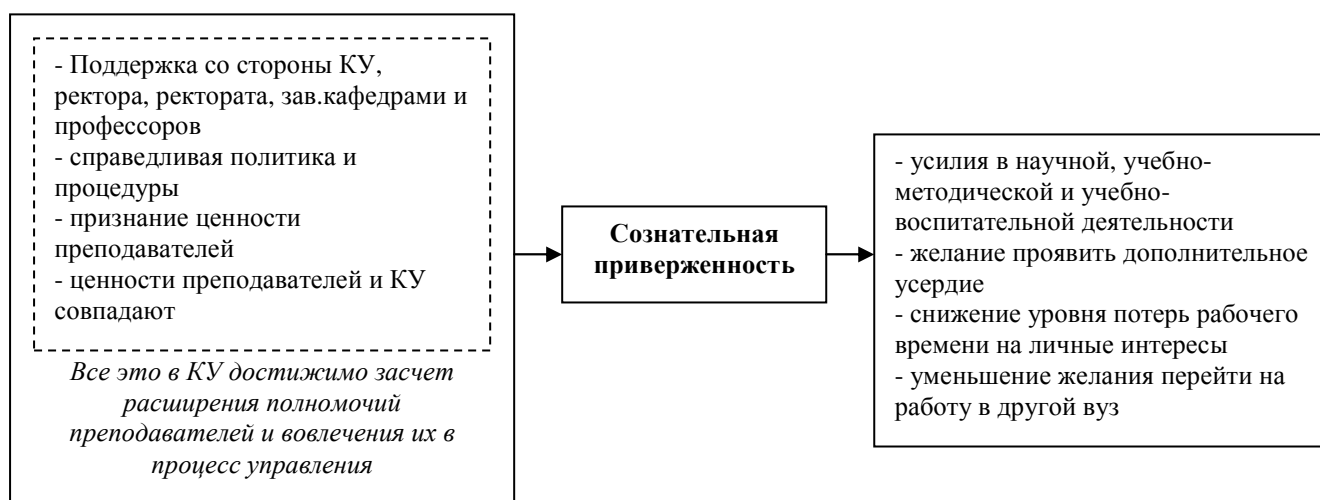 - Поддержка со стороны КУ,
ректора, ректората, зав.кафедрами и
профессоров
- справедливая политика и
процедуры
- признание ценности
преподавателей
- ценности преподавателей и КУ
совпадают
Все это в КУ достижимо засчет
расширения полномочий
преподавателей и вовлечения их в
процесс управления
Сознательная
приверженность
- усилия в научной, учебно-
методической и учебно-
воспитательной деятельности
- желание проявить дополнительное
усердие
- снижение уровня потерь рабочего
времени на личные интересы
- уменьшение желания перейти на
работу в другой вуз